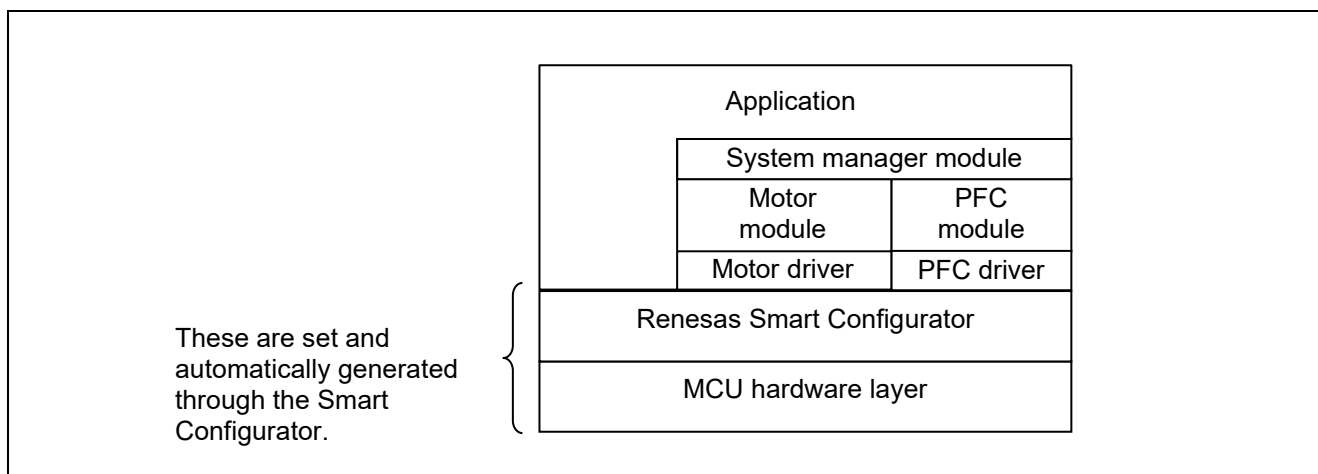 Application
System manager module
Motor
module
PFC
module
Motor driver
PFC driver
These are set and
automatically generated
through the Smart
Configurator.
Renesas Smart Configurator
MCU hardware layer